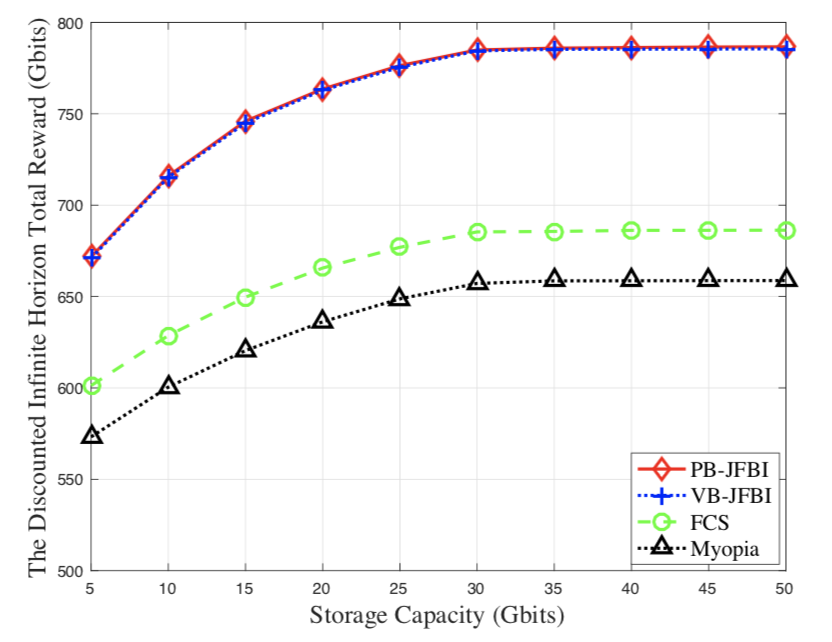 The Discounted Infinite Horizon Total Reward (Gbits)
800
750
700
650
600
550
500
5 10 15 20 25 30 35 40 45 50
Storage Capacity (Gbits)
PB-JFBI
VB-JFBI
FCS
Myopia